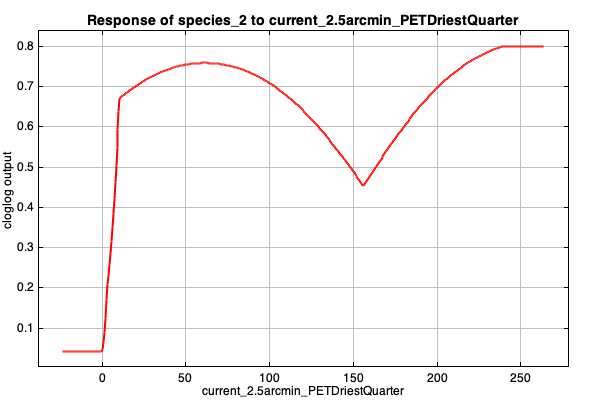 Response of species_2 to current_2.5arcmin_PETDriestQuarter
cloglog output
0.8
0.7
0.6
0.5
0.4
0.3
0.2
0.1
0 50 100 150 200 250
current_2.5arcmin_PETDriestQuarter